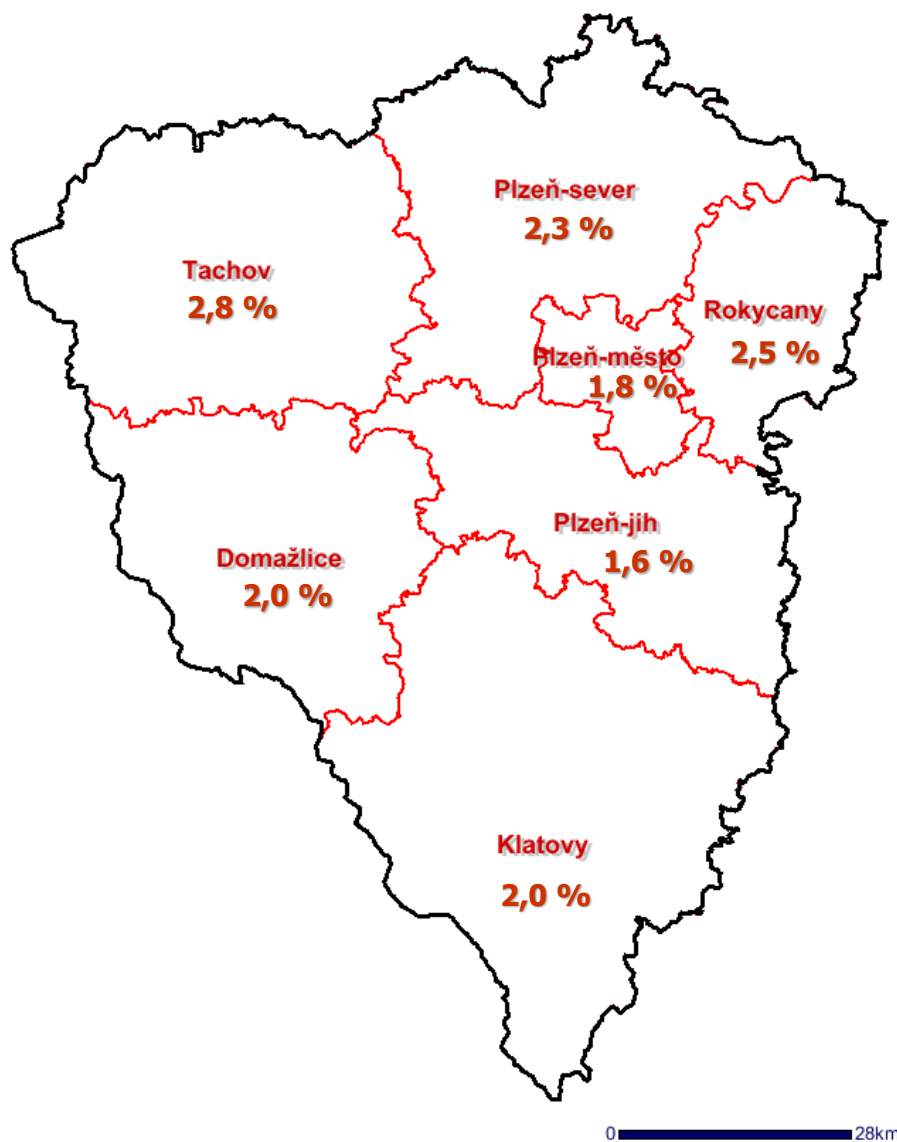 Plzeň-sever
2,3 %
Tachov
2,8 %
Rokycany
2,5 %
Plzeň-město
1,8 %
Plzeň-jih
1,6 %
Domažlice
2,0 %
Klatovy
2,0 %
0 28km